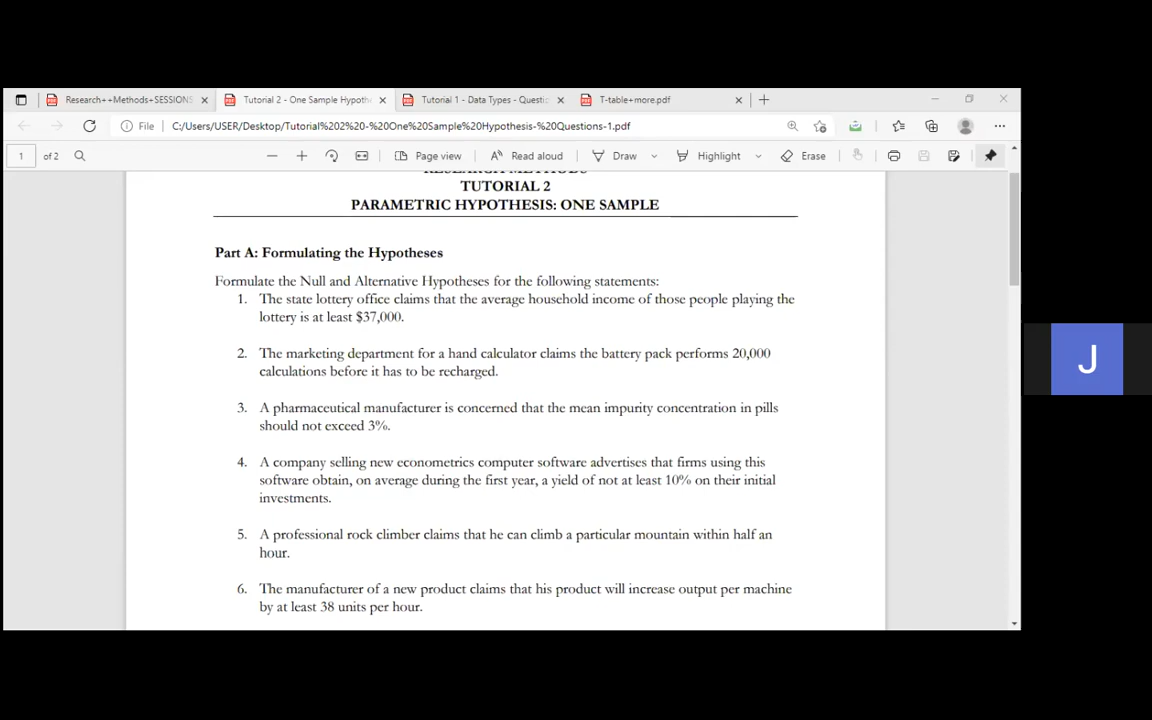 Research++Methods+SESSIONS
Tutorial 2 - One Sample Hypoth
Tutorial 1 - Data Types - Questi
T-table+more.pdf
File
C:/Users/USER/Desktop/Tutorial%202%20-%20One%20Sample%20Hypothesis-%20Questions-1.pdf
1 of 2
Page view
Read aloud
Draw
Highlight
Erase
RESEARCH METHODS
TUTORIAL 2
PARAMETRIC HYPOTHESIS: ONE SAMPLE
Part A: Formulating the Hypotheses
Formulate the Null and Alternative Hypotheses for the following statements:
1. The state lottery office claims that the average household income of those people playing the
lottery is at least $37,000.
2. The marketing department for a hand calculator claims the battery pack performs 20,000
calculations before it has to be recharged.
3. A pharmaceutical manufacturer is concerned that the mean impurity concentration in pills
should not exceed 3%.
4. A company selling new econometrics computer software advertises that firms using this
software obtain, on average during the first year, a yield of not at least 10% on their initial
investments.
5. A professional rock climber claims that he can climb a particular mountain within half an
hour.
6. The manufacturer of a new product claims that his product will increase output per machine
by at least 38 units per hour.
J